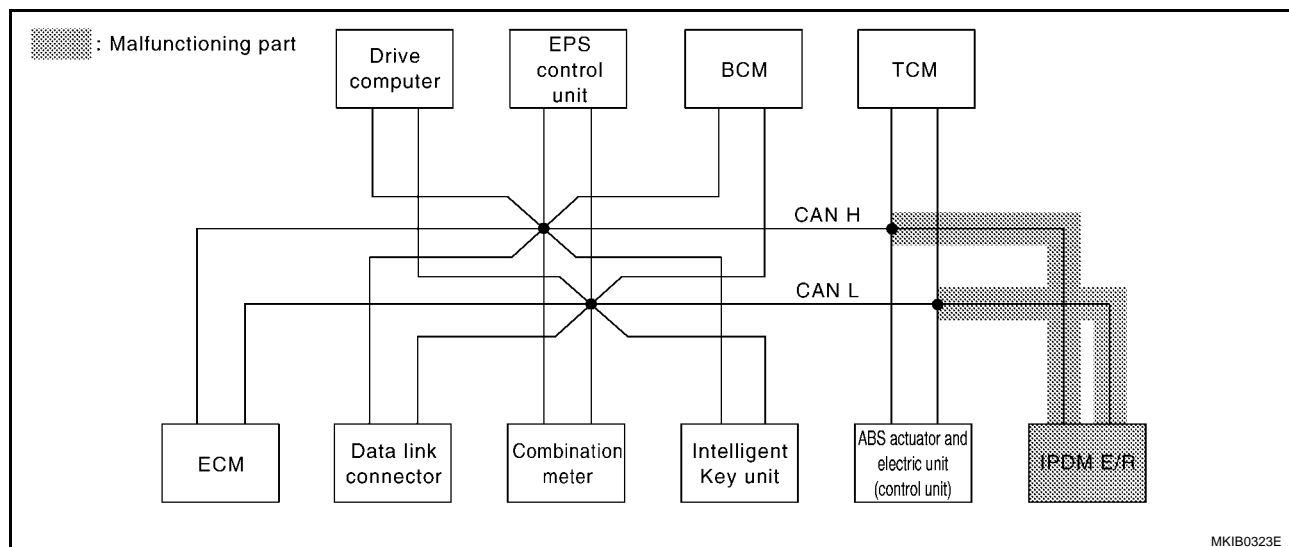 : Malfunctioning part
Drive
computer
EPS
control
unit
BCM
TCM
CAN H
CAN L
ECM
Data link
connector
Combination
meter
Intelligent
Key unit
ABS actuator and
electric unit
(control unit)
IPDM E/R
MKIB0323E